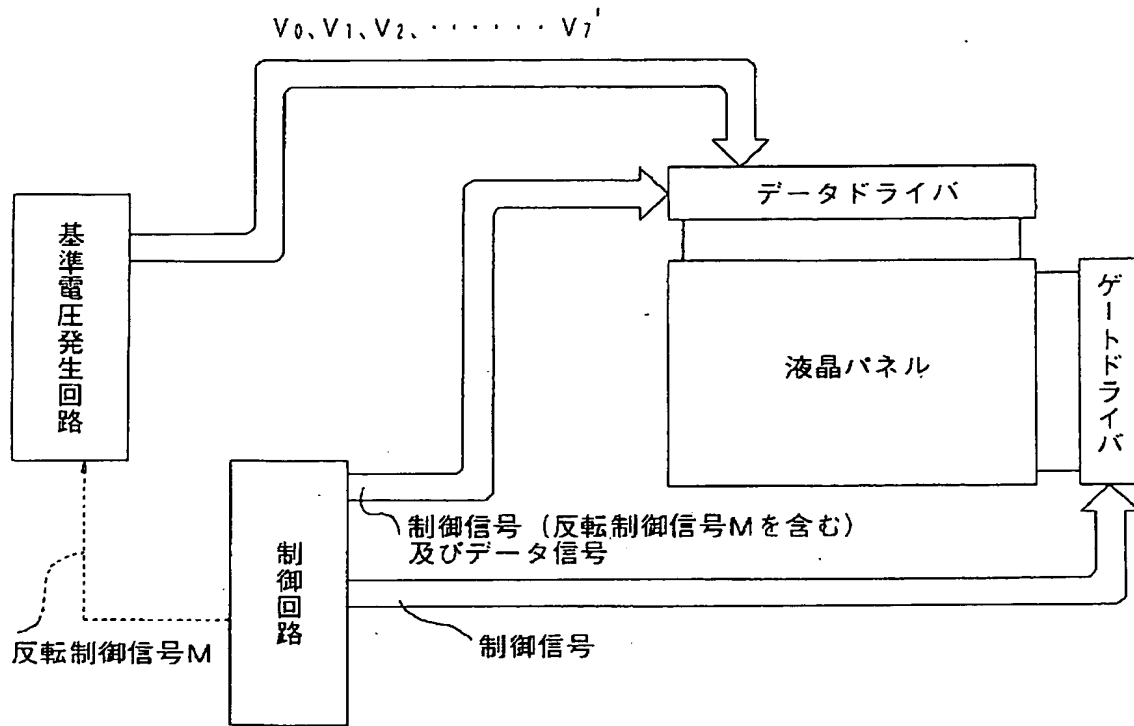 V₀、V₁、V₂、・・・・・・ V₇'
データドライバ
基準電圧発生回路
ゲートドライバ
液晶パネル
制御信号 (反転制御信号Mを含む)
及びデータ信号
制御回路
制御信号
反転制御信号M